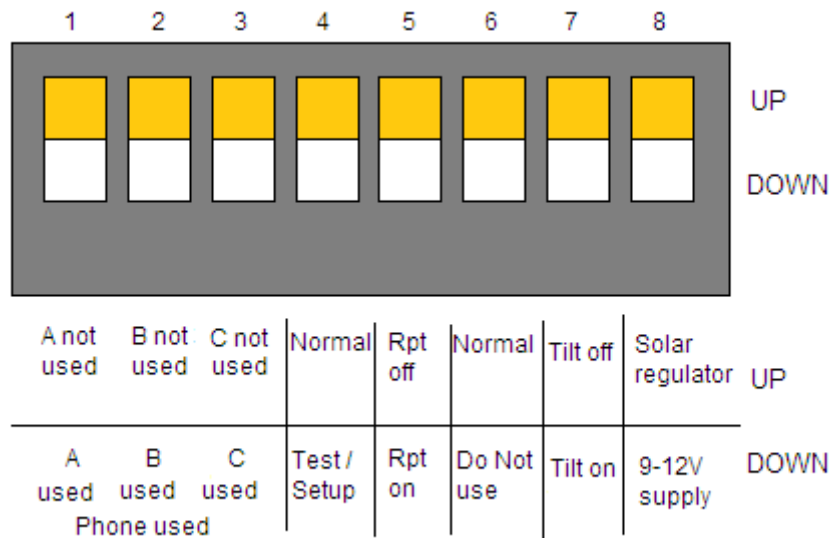 1 2 3 4 5 6 7 8
UP
DOWN
A not used
B not used
C not used
Normal
Rpt off
Normal
Tilt off
Solar regulator
UP
A used
B used
C used
Phone used
Test / Setup
Rpt on
Do Not use
Tilt on
9-12V supply
DOWN